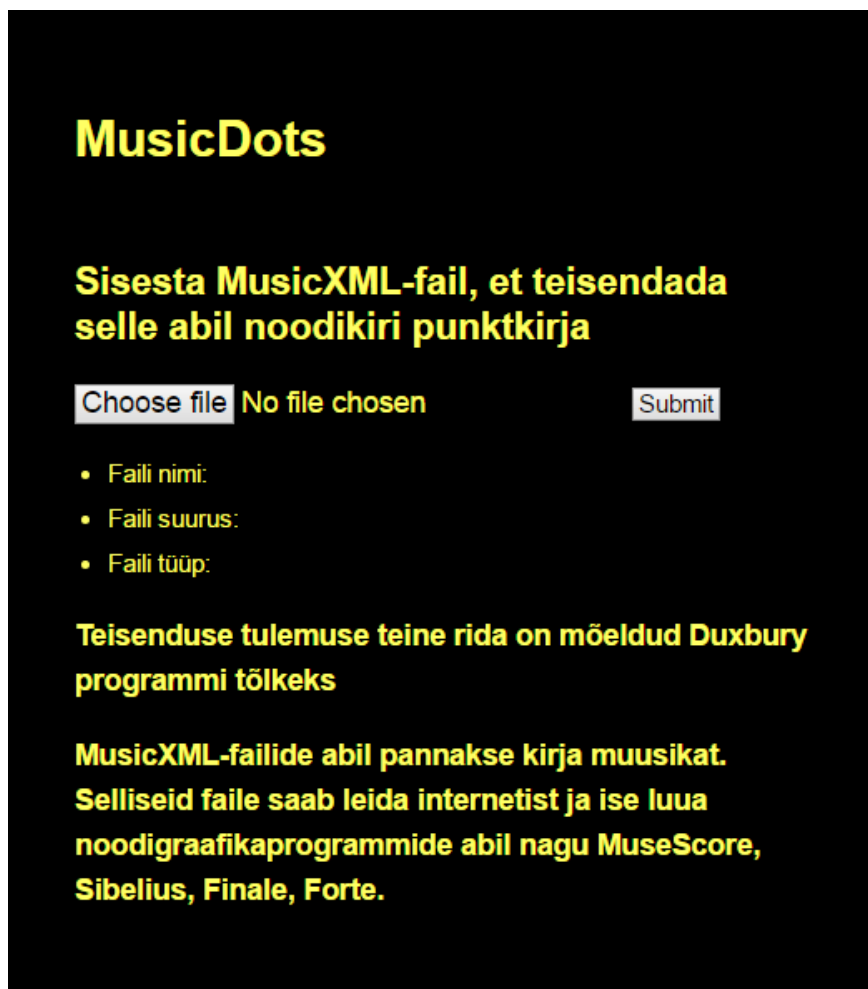 MusicDots
Sisesta MusicXML-fail, et teisendada
selle abil noodikiri punktkirja
Choose file No file chosen Submit
• Faili nimi:
• Faili suurus:
• Faili tüüp:
Teisenduse tulemuse teine rida on mõeldud Duxbury
programmi tõlkeks
MusicXML-failide abil pannakse kirja muusikat.
Selliseid faile saab leida internetist ja ise luua
noodigraafikaprogrammide abil nagu MuseScore,
Sibelius, Finale, Forte.